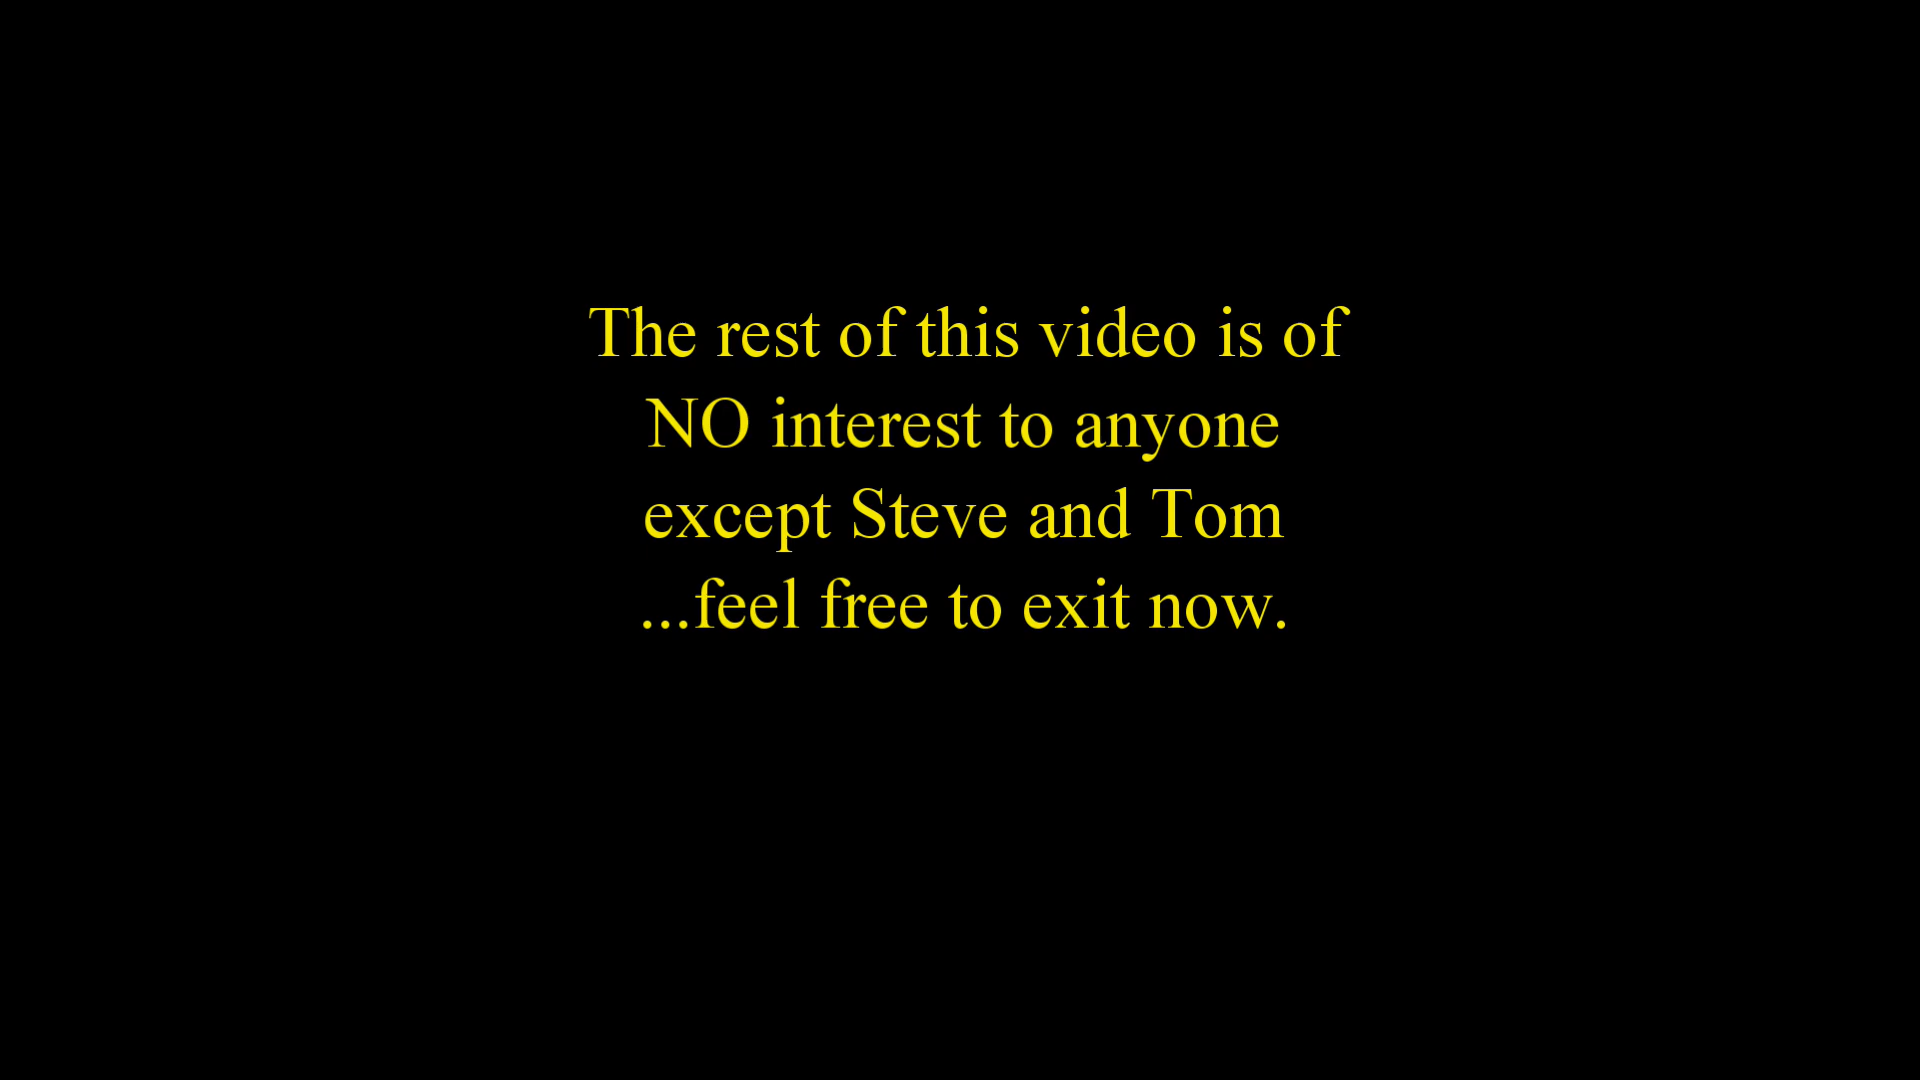 The rest of this video is of
NO interest to anyone
except Steve and Tom
...feel free to exit now.